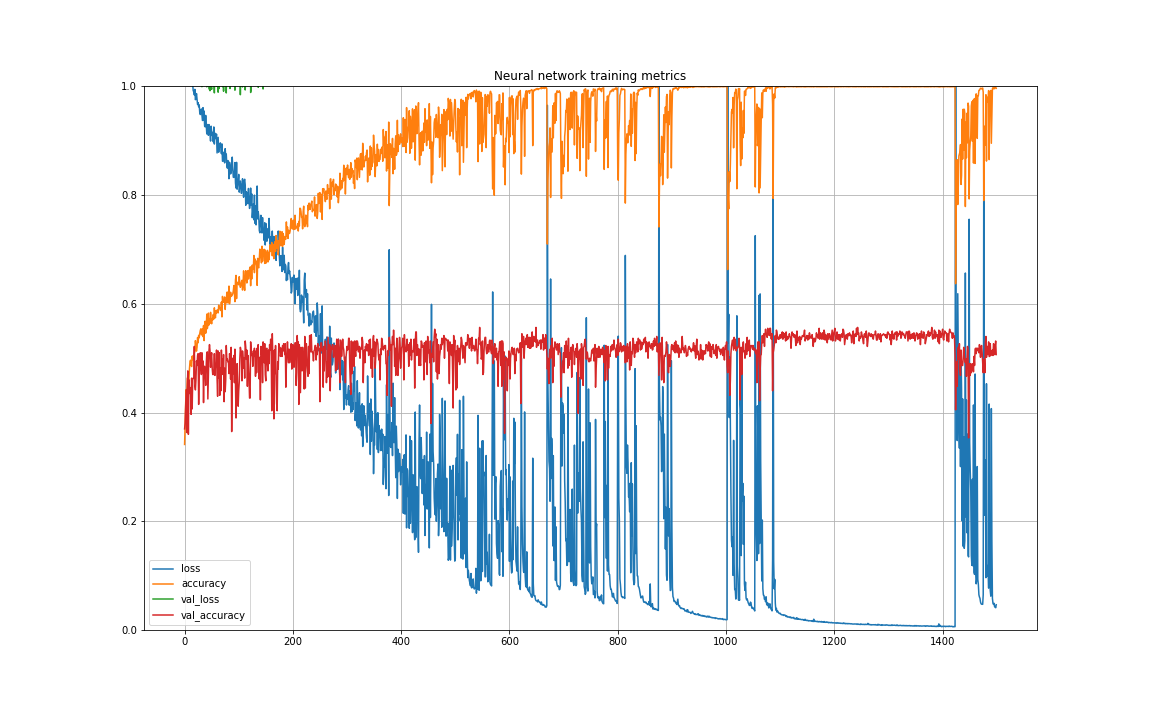 Neural network training metrics
1.0
0.8
0.6
0.4
0.2
0.0
loss
accuracy
val_loss
val_accuracy
0 200 400 600 800 1000 1200 1400